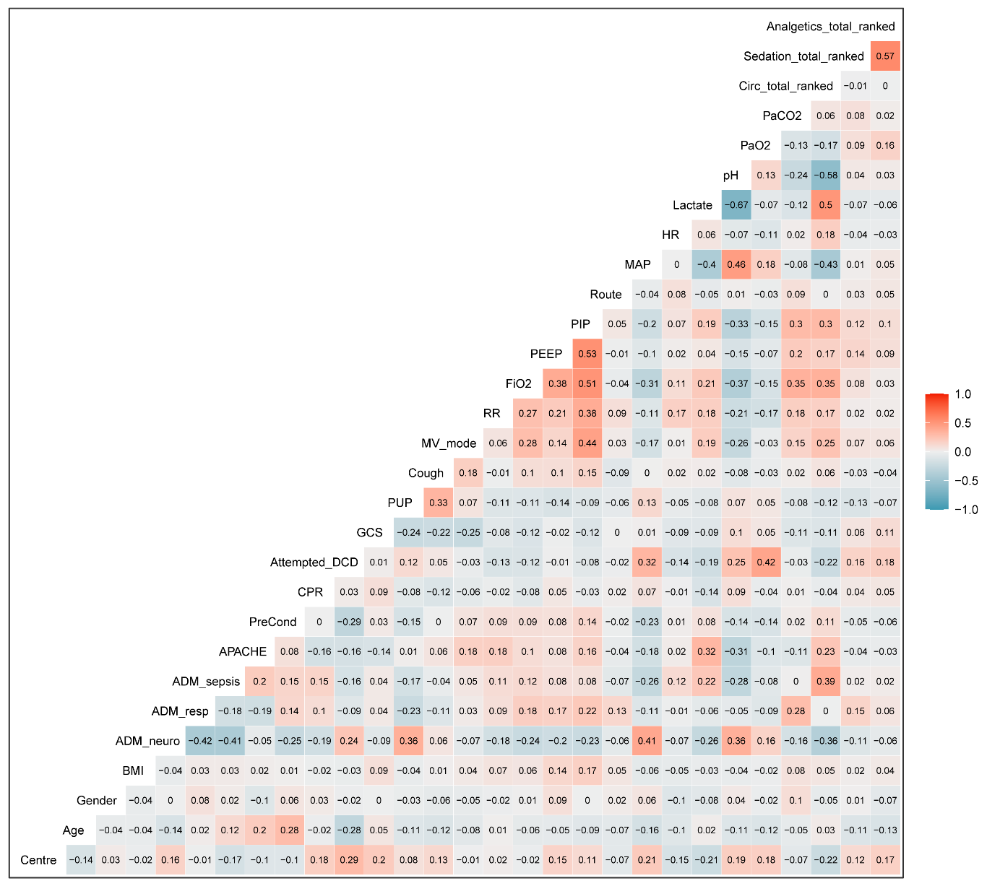 Analgetics_total_ranked
Sedation_total_ranked 0.57
Circ_total_ranked −0.01 0
PaCO2 0.06 0.08 0.02
PaO2 −0.13 −0.17 0.09 0.16
pH 0.13 −0.24 −0.58 0.04 0.03
Lactate −0.67 −0.07 −0.12 0.5 −0.07 −0.06
HR 0.06 −0.07 −0.11 0.02 0.18 −0.04 −0.03
MAP 0 −0.4 0.46 0.18 −0.08 −0.43 0.01 0.05
Route −0.04 0.08 −0.05 0.01 −0.03 0.09 0 0.03 0.05
PIP 0.05 −0.2 0.07 0.19 −0.33 −0.15 0.3 0.3 0.12 0.1
PEEP 0.53 −0.01 −0.1 0.02 0.04 −0.15 −0.07 0.2 0.17 0.14 0.09
FiO2 0.38 0.51 −0.04 −0.31 0.11 0.21 −0.37 −0.15 0.35 0.35 0.08 0.03
RR 0.27 0.21 0.38 0.09 −0.11 0.17 0.18 −0.21 −0.17 0.18 0.17 0.02 0.02
MV_mode 0.06 0.28 0.14 0.44 0.03 −0.17 0.01 0.19 −0.26 −0.03 0.15 0.25 0.07 0.06
Cough 0.18 −0.01 0.1 0.1 0.15 −0.09 0 0.02 0.02 −0.08 −0.03 0.02 0.06 −0.03 −0.04
PUP 0.33 0.07 −0.11 −0.11 −0.14 −0.09 −0.06 0.13 −0.05 −0.08 0.07 0.05 −0.08 −0.12 −0.13 −0.07
GCS −0.24 −0.22 −0.25 −0.08 −0.12 −0.02 −0.12 0 0.01 −0.09 −0.09 0.1 0.05 −0.11 −0.11 0.06 0.11
Attempted_DCD 0.01 0.12 0.05 −0.03 −0.13 −0.12 −0.01 −0.08 −0.02 0.32 −0.14 −0.19 0.25 0.42 −0.03 −0.22 0.16 0.18
CPR 0.03 0.09 −0.08 −0.12 −0.06 −0.02 −0.08 0.05 −0.03 0.02 0.07 −0.01 −0.14 0.09 −0.04 0.01 −0.04 0.04 0.05
PreCond 0 −0.29 0.03 −0.15 0 0.07 0.09 0.09 0.08 0.14 −0.02 −0.23 0.01 0.08 −0.14 −0.14 0.02 0.11 −0.05 −0.06
APACHE 0.08 −0.16 −0.16 −0.14 0.01 0.06 0.18 0.18 0.1 0.08 0.16 −0.04 −0.18 0.02 0.32 −0.31 −0.1 −0.11 0.23 −0.04 −0.03
ADM_sepsis 0.2 0.15 0.15 −0.16 0.04 −0.17 −0.04 0.05 0.11 0.12 0.08 0.08 −0.07 −0.26 0.12 0.22 −0.28 −0.08 0 0.39 0.02 0.02
ADM_resp −0.18 −0.19 0.14 0.1 −0.09 0.04 −0.23 −0.11 0.03 0.09 0.18 0.17 0.22 0.13 −0.11 −0.01 −0.06 −0.05 −0.09 0.28 0 0.15 0.06
ADM_neuro −0.42 −0.41 −0.05 −0.25 −0.19 0.24 −0.09 0.36 0.06 −0.07 −0.18 −0.24 −0.2 −0.23 −0.06 0.41 −0.07 −0.26 0.36 0.16 −0.16 −0.36 −0.11 −0.06
BMI −0.04 0.03 0.03 0.02 0.01 −0.02 −0.03 0.09 −0.04 0.01 0.04 0.07 0.06 0.14 0.17 0.05 −0.06 −0.05 −0.03 −0.04 −0.02 0.08 0.05 0.02 0.04
Gender −0.04 0 0.08 0.02 −0.1 0.06 0.03 −0.02 0 −0.03 −0.06 −0.05 −0.02 0.01 0.09 0 0.02 0.06 −0.1 −0.08 0.04 −0.02 0.1 −0.05 0.01 −0.07
Age −0.04 −0.04 −0.14 0.02 0.12 0.2 0.28 −0.02 −0.28 0.05 −0.11 −0.12 −0.08 0.01 −0.06 −0.05 −0.09 −0.07 −0.16 −0.1 0.02 −0.11 −0.12 −0.05 0.03 −0.11 −0.13
Centre −0.14 0.03 −0.02 0.16 −0.01 −0.17 −0.1 −0.1 0.18 0.29 0.2 0.08 0.13 −0.01 0.02 −0.02 0.15 0.11 −0.07 0.21 −0.15 −0.21 0.19 0.18 −0.07 −0.22 0.12 0.17
1.0
0.5
0.0
−0.5
−1.0